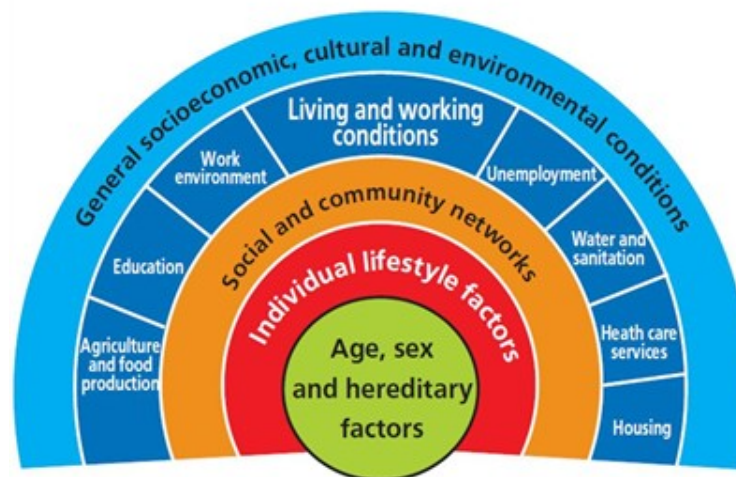 General socioeconomic, cultural and environmental conditions
Living and working
conditions
Work
environment
Unemployment
Education
Water and
sanitation
Agriculture
and food
production
Heath care
services
Housing
Social and community networks
Individual lifestyle factors
Age, sex
and hereditary
factors